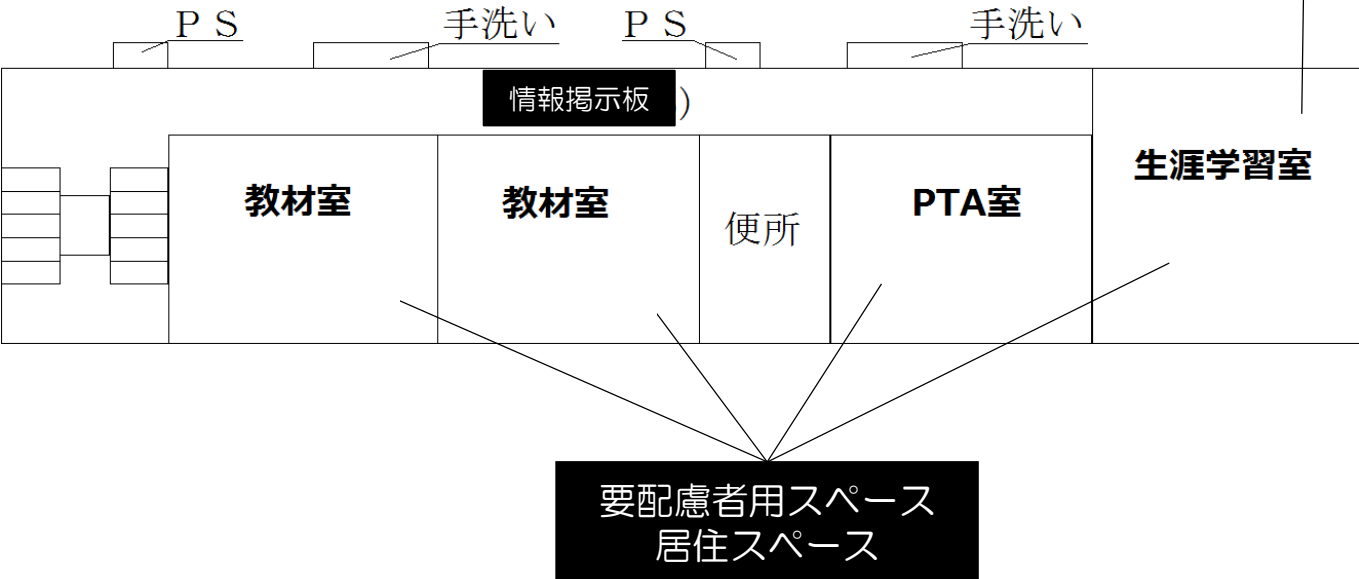 ＰＳ
手洗い
ＰＳ
手洗い
情報掲示板 )
生涯学習室
教材室
教材室
便所
PTA室
要配慮者用スペース
居住スペース